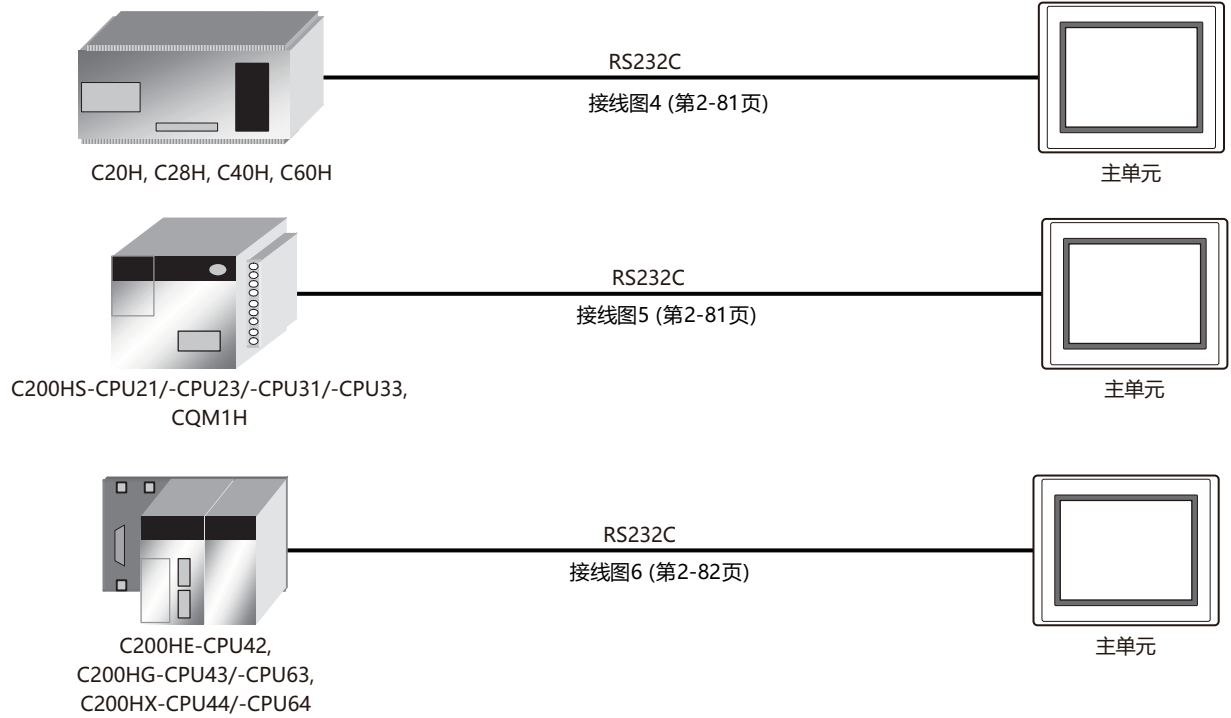 RS232C
接线图4 (第2-81页)
C20H, C28H, C40H, C60H
主单元
RS232C
接线图5 (第2-81页)
C200HS-CPU21/-CPU23/-CPU31/-CPU33,
CQM1H
主单元
RS232C
接线图6 (第2-82页)
C200HE-CPU42,
C200HG-CPU43/-CPU63,
C200HX-CPU44/-CPU64
主单元